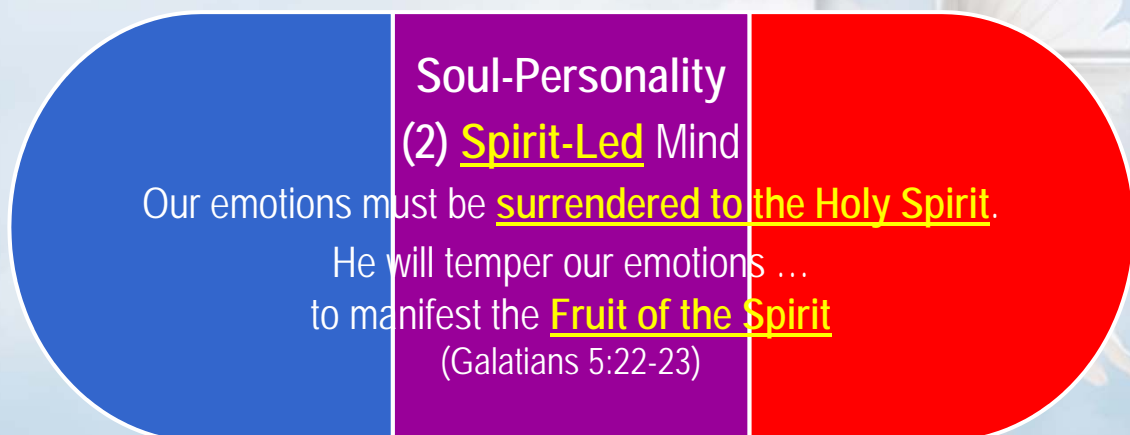 Soul-Personality
(2) Spirit-Led Mind
Our emotions must be surrendered to the Holy Spirit.
He will temper our emotions …
to manifest the Fruit of the Spirit
(Galatians 5:22-23)